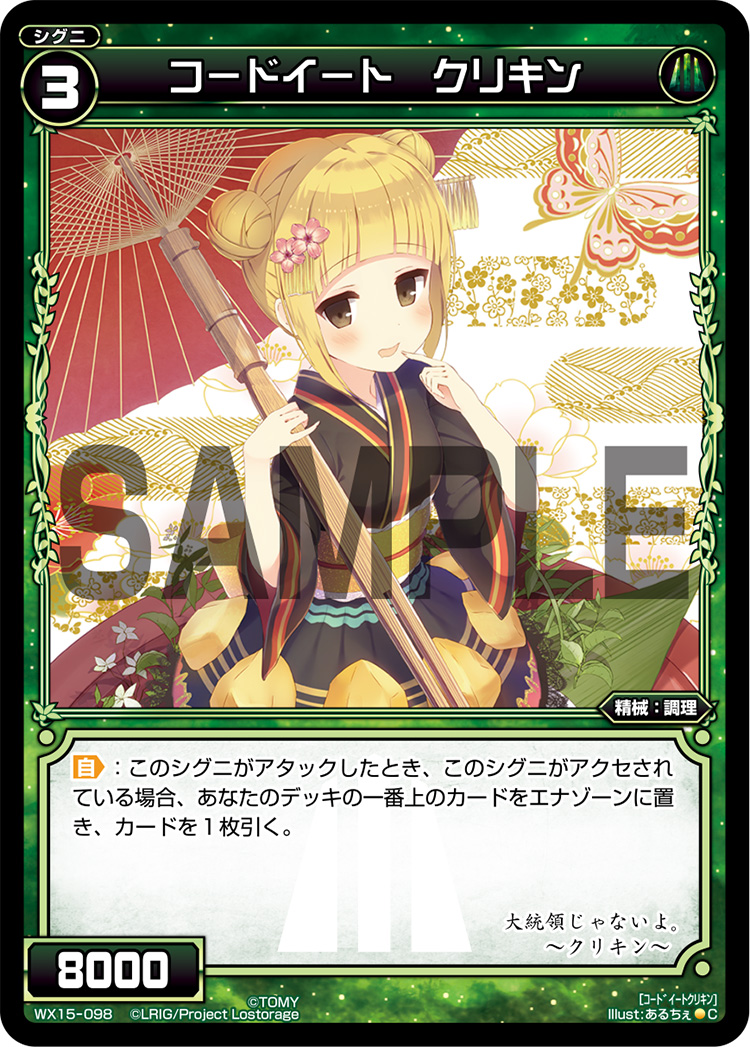 シグニ
3
コードイート クリキン
SAMPLE
精械:調理
自:このシグニがアタックしたとき、このシグニがアクセされ
ている場合、あなたのデッキの一番上のカードをエナゾーンに置
き、カードを1枚引く。
大統領じゃないよ。
~クリキン~
8000
WX15-098 ©LRIG/Project Lostorage
©TOMY
[コードイートクリキン]
Illust:あるちぇ C